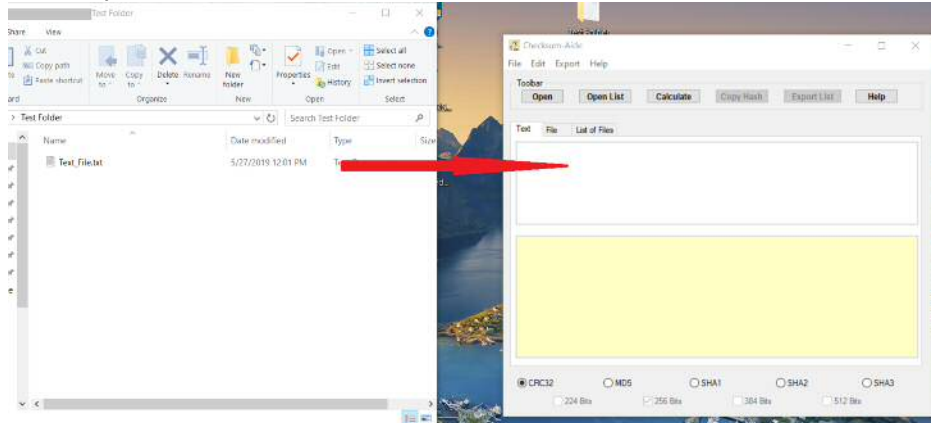 Test Folder
Share View
Cut
Copy path
Paste shortcut
Move to
Copy to
Delete
Rename
New folder
Properties
Open
Edit
History
Select all
Select none
Invert selection
Organize
New
Open
Select
> Test Folder
Search Test Folder
Name
Date modified
Type
Size
Text_File.txt
5/27/2019 12:01 PM
Checksum-Aide
File Edit Export Help
Toolbar
Open
Open List
Calculate
Copy Hash
Export List
Help
Text
File
List of Files
CRC32
MD5
SHA1
SHA2
SHA3
224 Bits
256 Bits
384 Bits
512 Bits